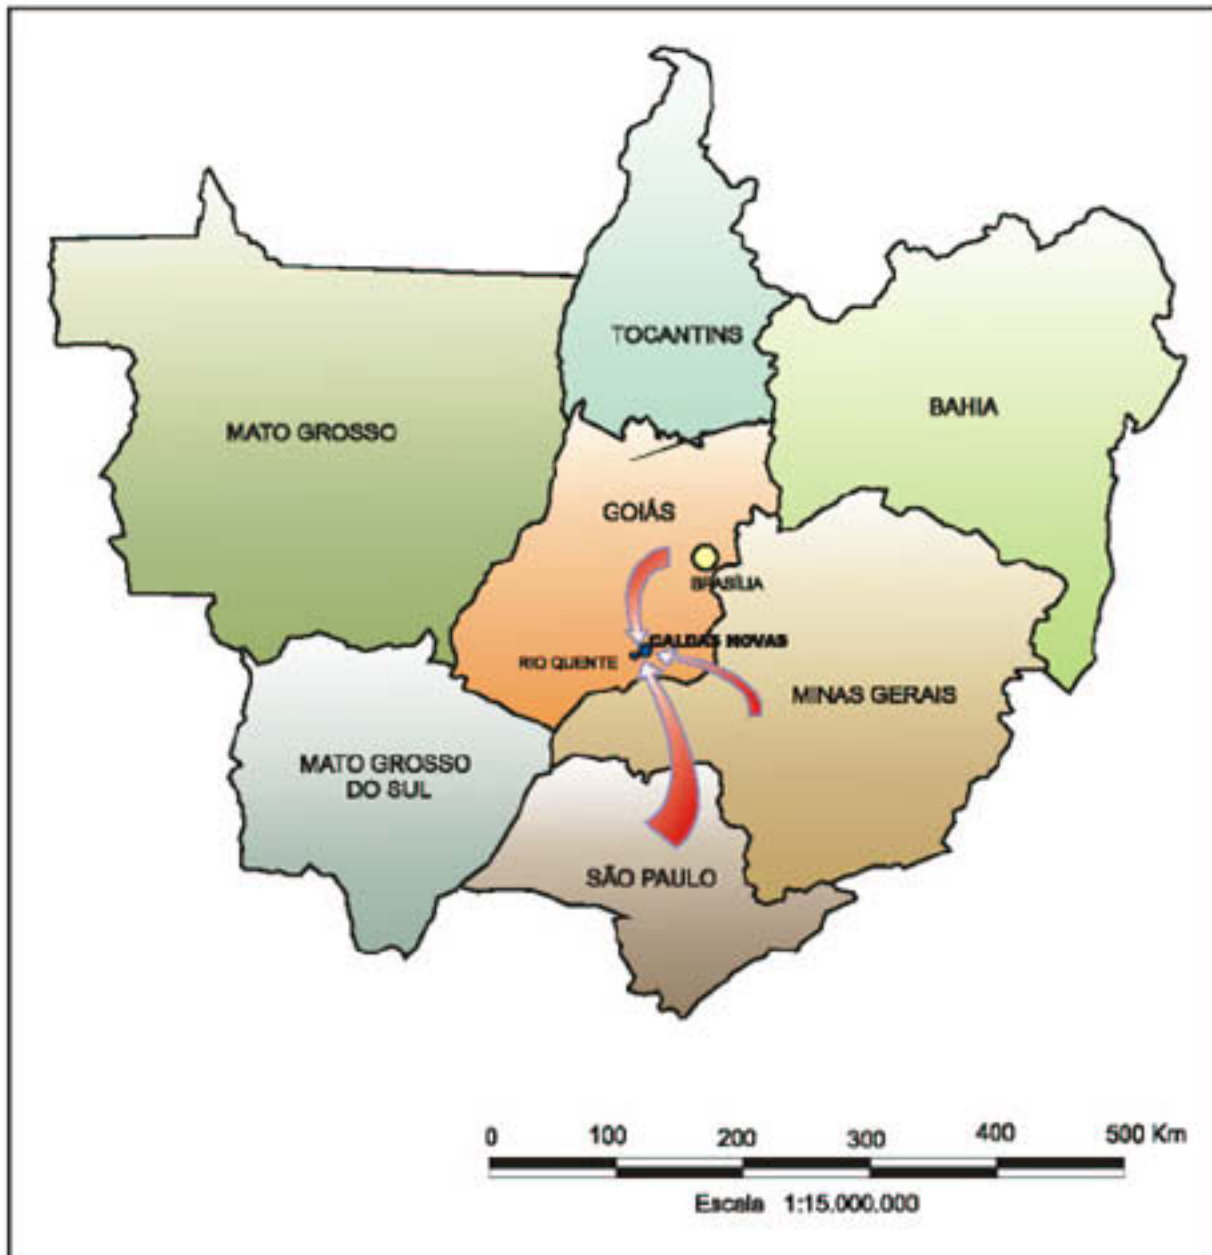 TOCANTINS
BAHIA
MATO GROSSO
GOIÁS
BRASÍLIA
CALDAS NOVAS
RIO QUENTE
MINAS GERAIS
MATO GROSSO
DO SUL
SÃO PAULO
0 100 200 300 400 500 Km
Escala 1:15.000.000